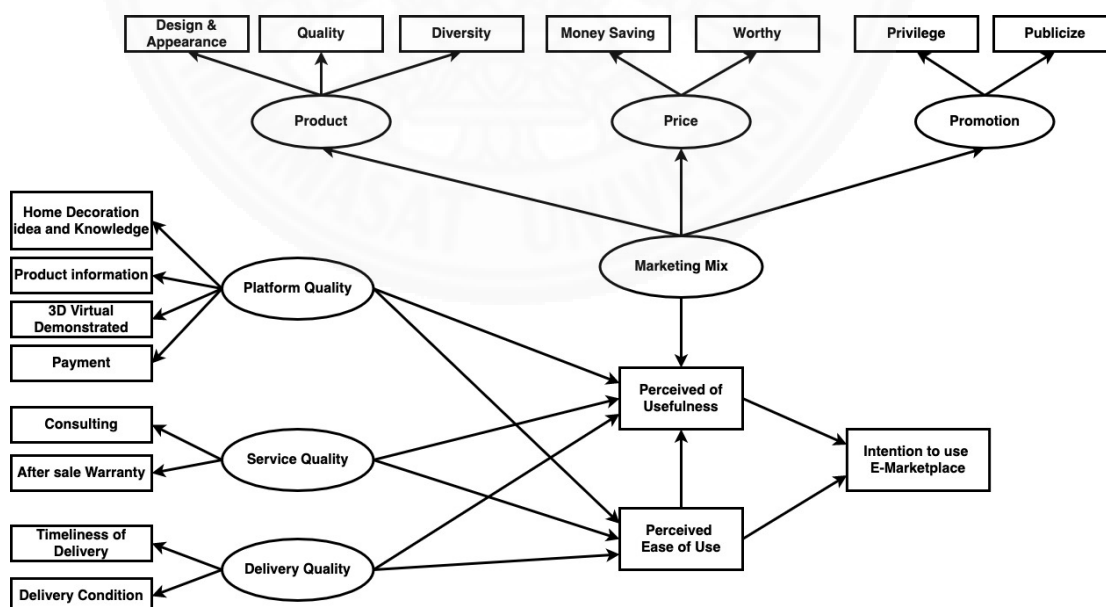 Design &
Appearance
Quality
Diversity
Money Saving
Worthy
Privilege
Publicize
Product
Price
Promotion
Home Decoration
idea and Knowledge
Product information
3D Virtual
Demonstrated
Payment
Platform Quality
Marketing Mix
Consulting
After sale Warranty
Service Quality
Perceived of
Usefulness
Intention to use
E-Marketplace
Timeliness of
Delivery
Delivery Condition
Delivery Quality
Perceived
Ease of Use
UNIVERSITY